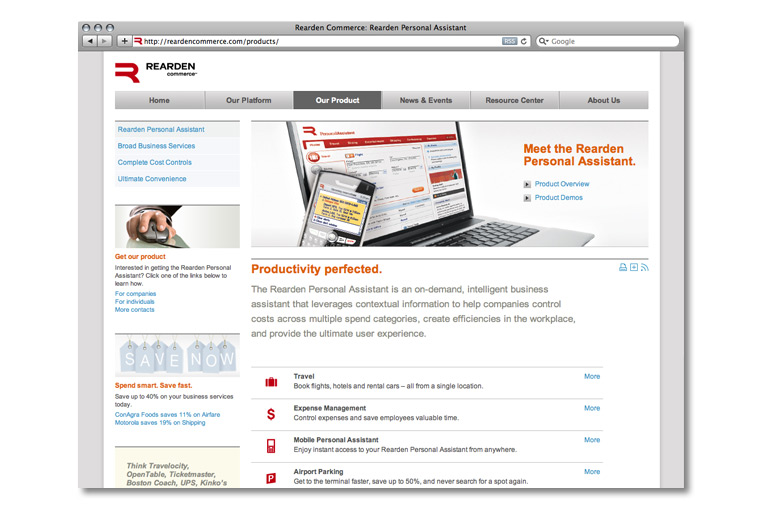 Rearden Commerce: Rearden Personal Assistant
http://reardencommerce.com/products/
RSS
Google
REARDEN
commerce
Home
Our Platform
Our Product
News & Events
Resource Center
About Us
Rearden Personal Assistant
Broad Business Services
Complete Cost Controls
Ultimate Convenience
Meet the Rearden
Personal Assistant.
Product Overview
Product Demos
Get our product
Interested in getting the Rearden Personal
Assistant? Click one of the links below to
learn how.
For companies
For individuals
More contacts
SAVE NOW
Spend smart. Save fast.
Save up to 40% on your business services
today.
ConAgra Foods saves 11% on Airfare
Motorola saves 19% on Shipping
Think Travelocity,
OpenTable, Ticketmaster,
Boston Coach, UPS, Kinko's
Productivity perfected.
The Rearden Personal Assistant is an on-demand, intelligent business
assistant that leverages contextual information to help companies control
costs across multiple spend categories, create efficiencies in the workplace,
and provide the ultimate user experience.
Travel
More
Book flights, hotels and rental cars – all from a single location.
Expense Management
More
Control expenses and save employees valuable time.
Mobile Personal Assistant
More
Enjoy instant access to your Rearden Personal Assistant from anywhere.
Airport Parking
More
Get to the terminal faster, save up to 50%, and never search for a spot again.